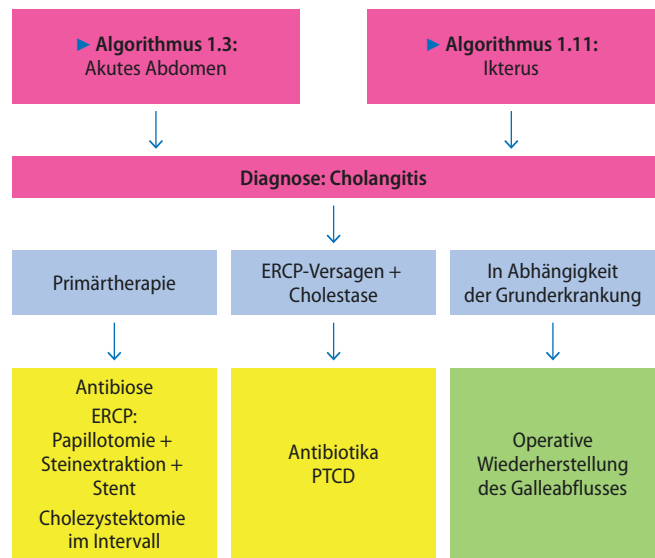 ► Algorithmus 1.3:
Akutes Abdomen
► Algorithmus 1.11:
Ikterus
Diagnose: Cholangitis
Primärtherapie
ERCP-Versagen +
Cholestase
In Abhängigkeit
der Grunderkrankung
Antibiose
ERCP:
Papillotomie +
Steinextraktion +
Stent
Cholezystektomie
im Intervall
Antibiotika
PTCD
Operative
Wiederherstellung
des Galleabflusses